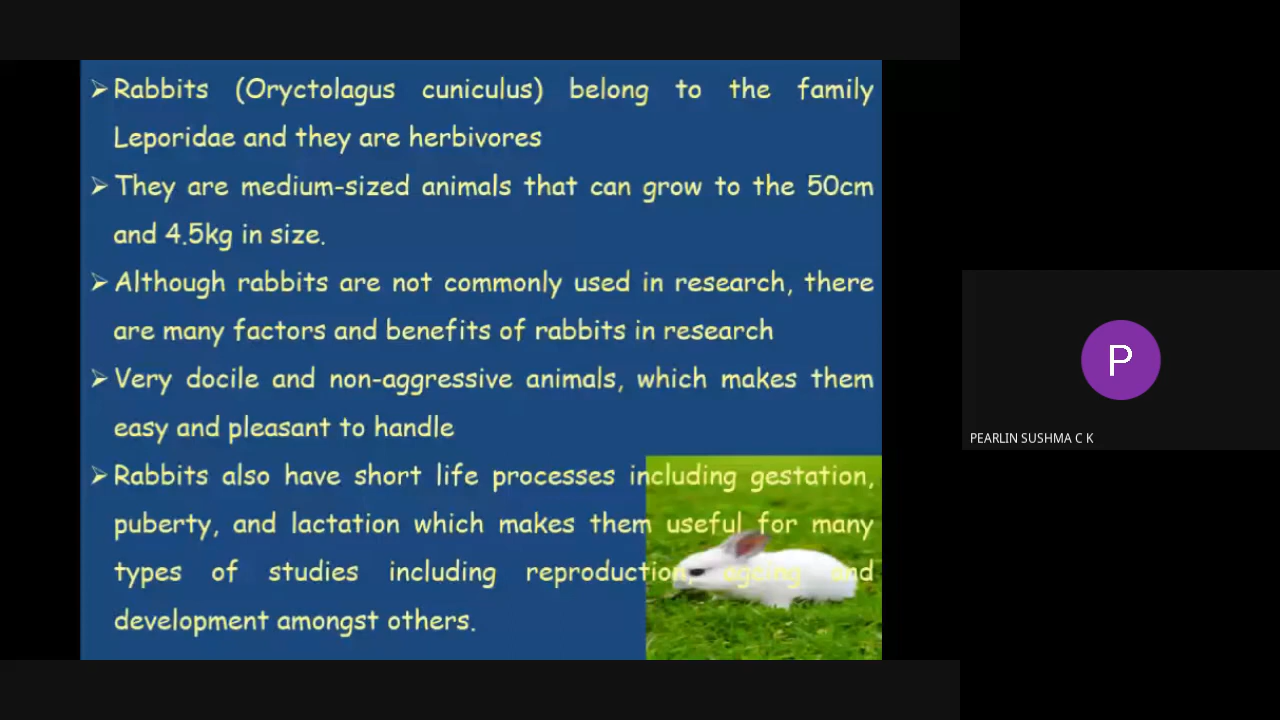 ➢ Rabbits (Oryctolagus cuniculus) belong to the family
Leporidae and they are herbivores
➢ They are medium-sized animals that can grow to the 50cm
and 4.5kg in size.
➢ Although rabbits are not commonly used in research, there
are many factors and benefits of rabbits in research
➢ Very docile and non-aggressive animals, which makes them
easy and pleasant to handle
➢ Rabbits also have short life processes including gestation,
puberty, and lactation which makes them useful for many
types of studies including reproduction, ageing and
development amongst others.
P
PEARLIN SUSHMA C K